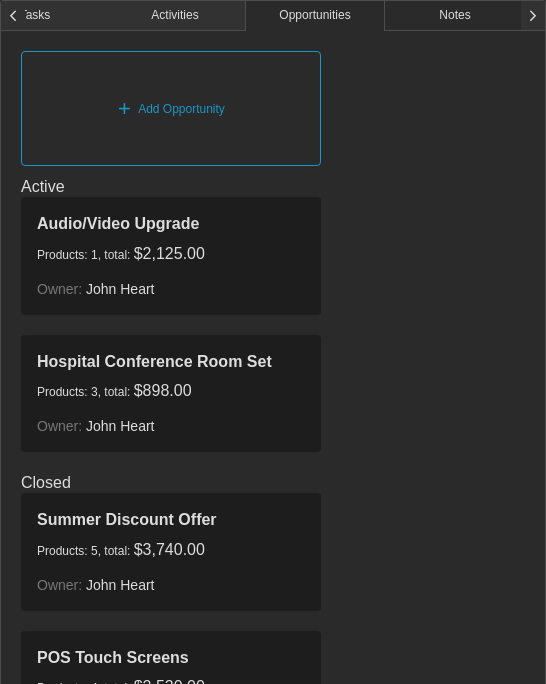 Tasks Activities Opportunities Notes
Add Opportunity
Active
Audio/Video Upgrade
Products: 1, total: $2,125.00
Owner: John Heart
Hospital Conference Room Set
Products: 3, total: $898.00
Owner: John Heart
Closed
Summer Discount Offer
Products: 5, total: $3,740.00
Owner: John Heart
POS Touch Screens